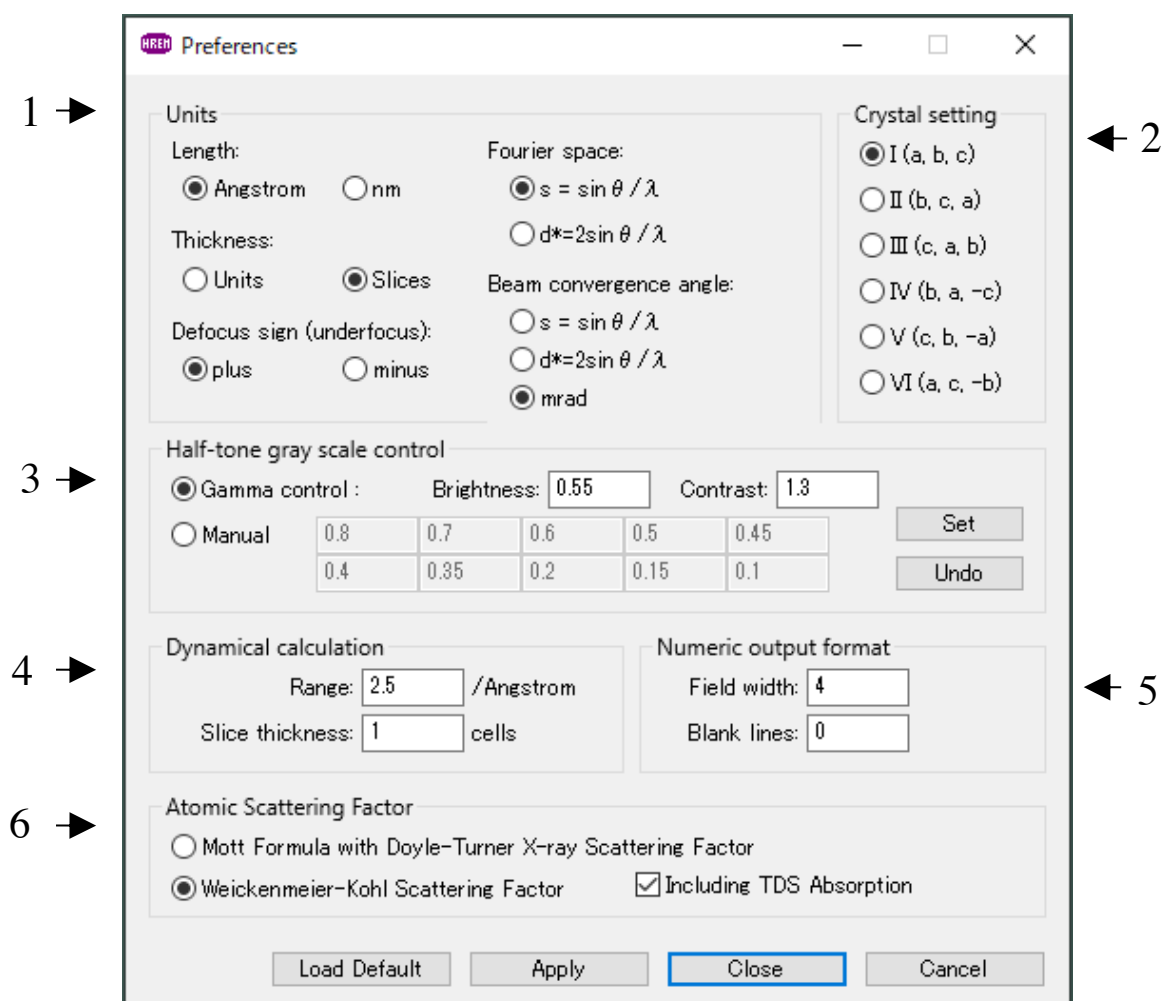 HREM Preferences
1
Units
Length:
Angstrom nm
Thickness:
Units Slices
Defocus sign (underfocus):
plus minus
Fourier space:
s = sin θ / λ
d*=2sin θ / λ
Beam convergence angle:
s = sin θ / λ
d*=2sin θ / λ
mrad
Crystal setting
2
Ⅰ (a, b, c)
Ⅱ (b, c, a)
Ⅲ (c, a, b)
Ⅳ (b, a, -c)
Ⅴ (c, b, -a)
Ⅵ (a, c, -b)
Half-tone gray scale control
3
Gamma control : Brightness: 0.55 Contrast: 1.3
Manual 0.8 0.7 0.6 0.5 0.45
0.4 0.35 0.2 0.15 0.1
Set
Undo
4
Dynamical calculation
Range: 2.5 /Angstrom
Slice thickness: 1 cells
Numeric output format
5
Field width: 4
Blank lines: 0
6
Atomic Scattering Factor
Mott Formula with Doyle-Turner X-ray Scattering Factor
Weickenmeier-Kohl Scattering Factor Including TDS Absorption
Load Default Apply Close Cancel